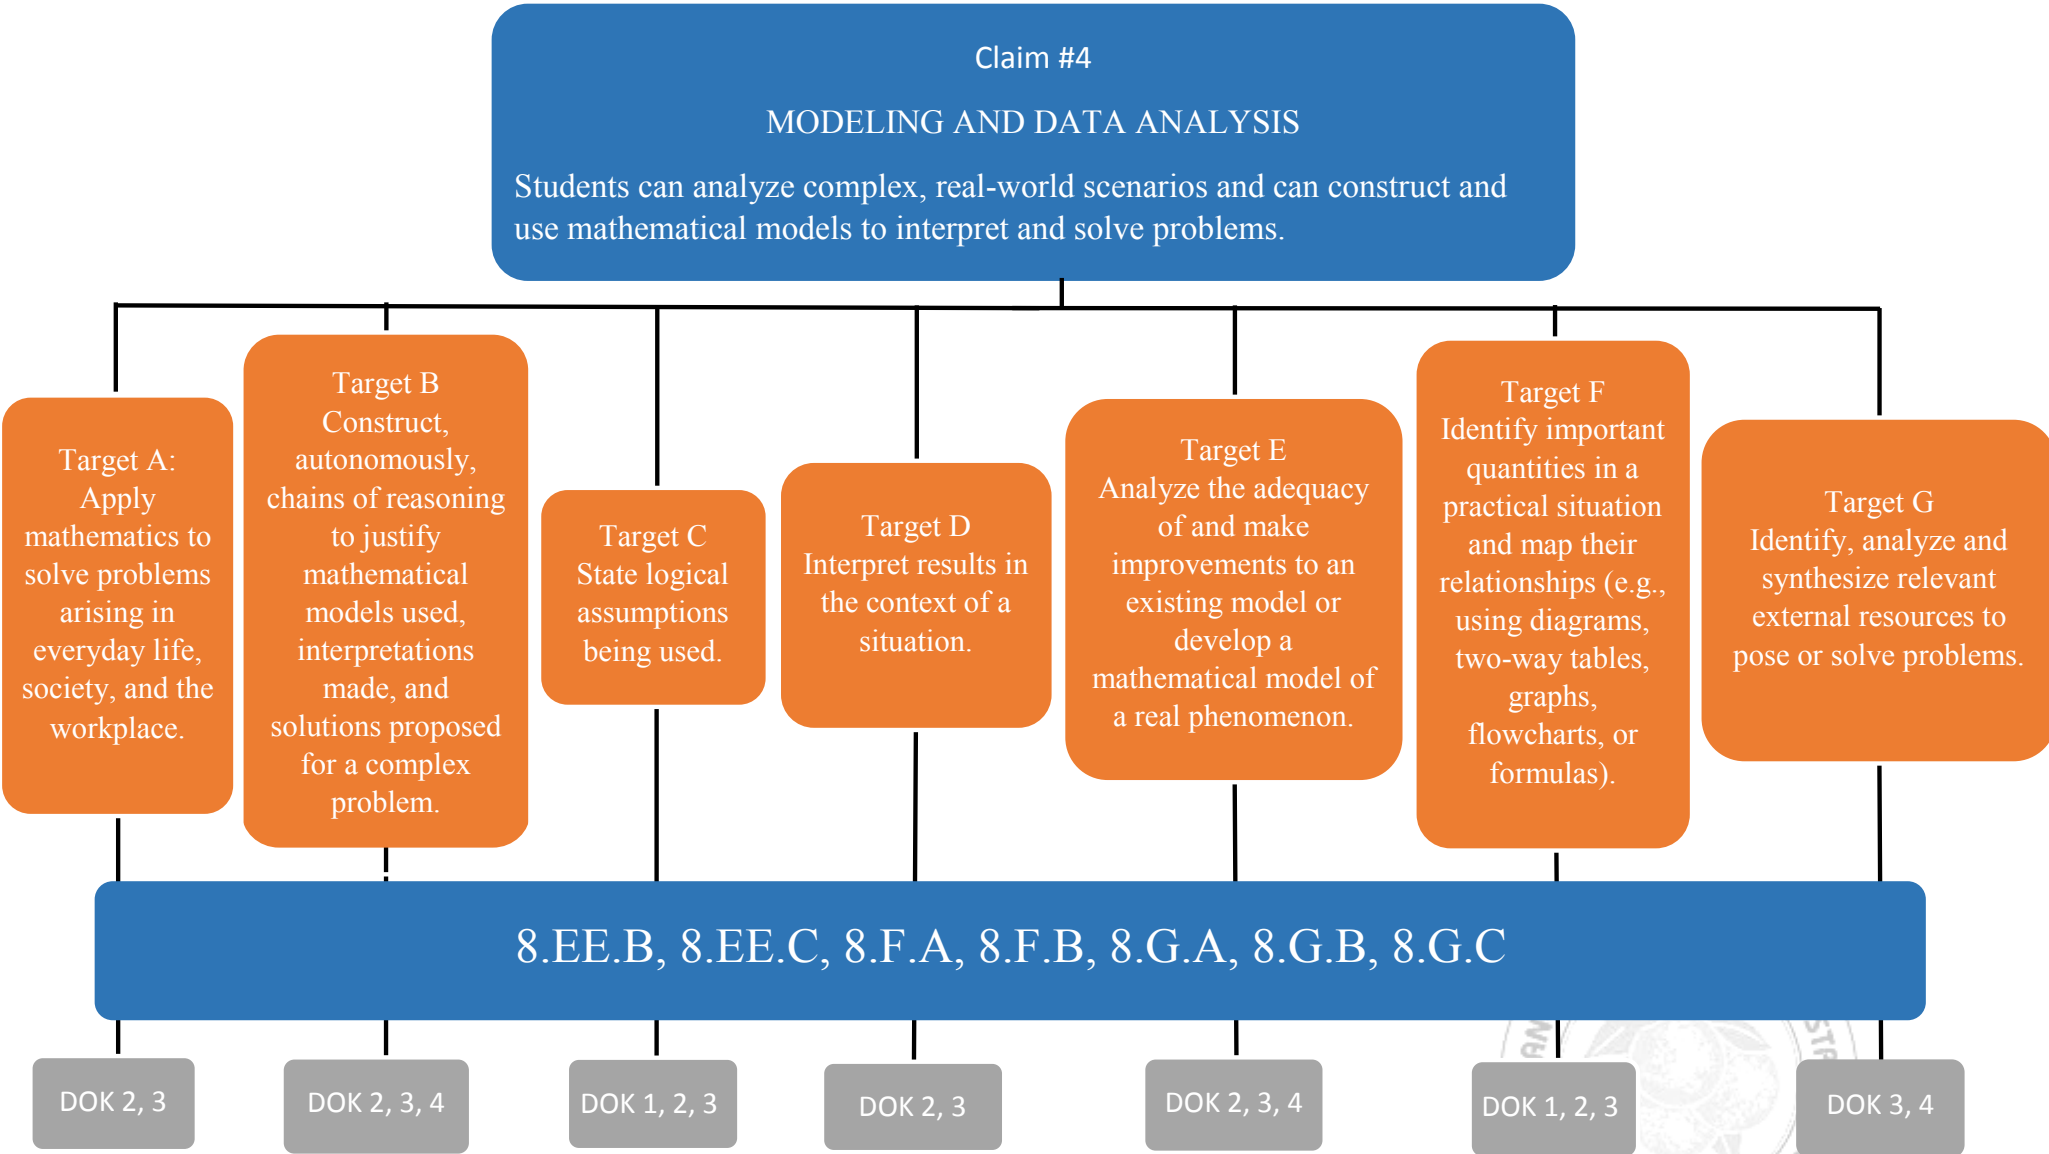 Claim #4
MODELING AND DATA ANALYSIS
Students can analyze complex, real-world scenarios and can construct and
use mathematical models to interpret and solve problems.
Target A:
Apply
mathematics to
solve problems
arising in
everyday life,
society, and the
workplace.
Target B
Construct,
autonomously,
chains of reasoning
to justify
mathematical
models used,
interpretations
made, and
solutions proposed
for a complex
problem.
Target C
State logical
assumptions
being used.
Target D
Interpret results in
the context of a
situation.
Target E
Analyze the adequacy
of and make
improvements to an
existing model or
develop a
mathematical model of
a real phenomenon.
Target F
Identify important
quantities in a
practical situation
and map their
relationships (e.g.,
using diagrams,
two-way tables,
graphs,
flowcharts, or
formulas).
Target G
Identify, analyze and
synthesize relevant
external resources to
pose or solve problems.
8.EE.B, 8.EE.C, 8.F.A, 8.F.B, 8.G.A, 8.G.B, 8.G.C
DOK 2, 3
DOK 2, 3, 4
DOK 1, 2, 3
DOK 2, 3
DOK 2, 3, 4
DOK 1, 2, 3
DOK 3, 4